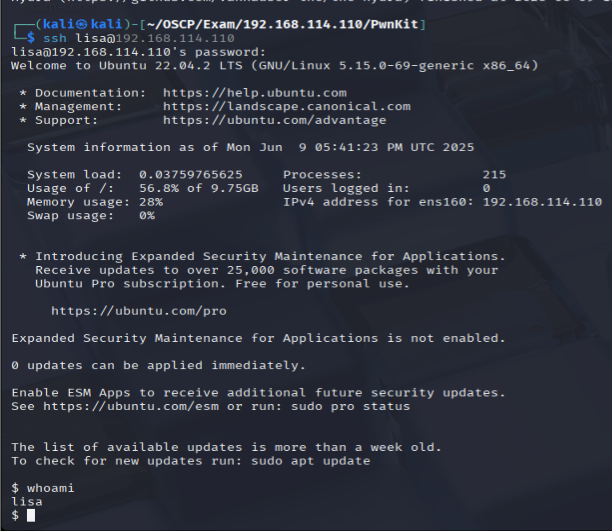 ┌──(kali㉿kali)-[~/OSCP/Exam/192.168.114.110/PwnKit]
└─$ ssh lisa@192.168.114.110
lisa@192.168.114.110's password:
Welcome to Ubuntu 22.04.2 LTS (GNU/Linux 5.15.0-69-generic x86_64)
* Documentation: https://help.ubuntu.com
* Management: https://landscape.canonical.com
* Support: https://ubuntu.com/advantage
System information as of Mon Jun 9 05:41:23 PM UTC 2025
System load: 0.03759765625 Processes: 215
Usage of /: 56.8% of 9.75GB Users logged in: 0
Memory usage: 28% IPv4 address for ens160: 192.168.114.110
Swap usage: 0%
* Introducing Expanded Security Maintenance for Applications.
Receive updates to over 25,000 software packages with your
Ubuntu Pro subscription. Free for personal use.
https://ubuntu.com/pro
Expanded Security Maintenance for Applications is not enabled.
0 updates can be applied immediately.
Enable ESM Apps to receive additional future security updates.
See https://ubuntu.com/esm or run: sudo pro status
The list of available updates is more than a week old.
To check for new updates run: sudo apt update
$ whoami
lisa
$